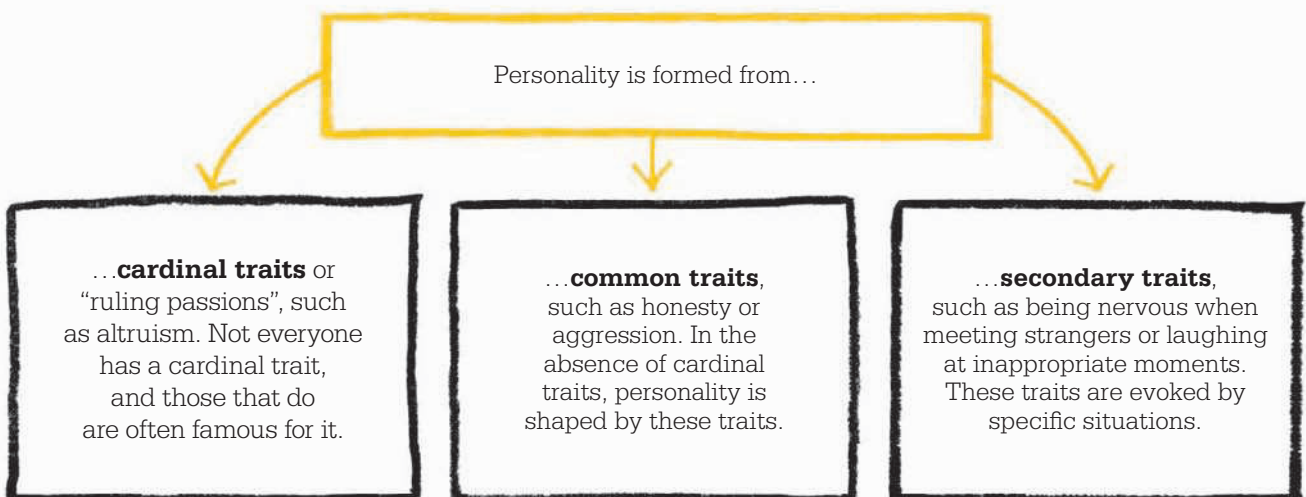 Personality is formed from…
…cardinal traits or
“ruling passions”, such
as altruism. Not everyone
has a cardinal trait,
and those that do
are often famous for it.
…common traits,
such as honesty or
aggression. In the
absence of cardinal
traits, personality is
shaped by these traits.
…secondary traits,
such as being nervous when
meeting strangers or laughing
at inappropriate moments.
These traits are evoked by
specific situations.